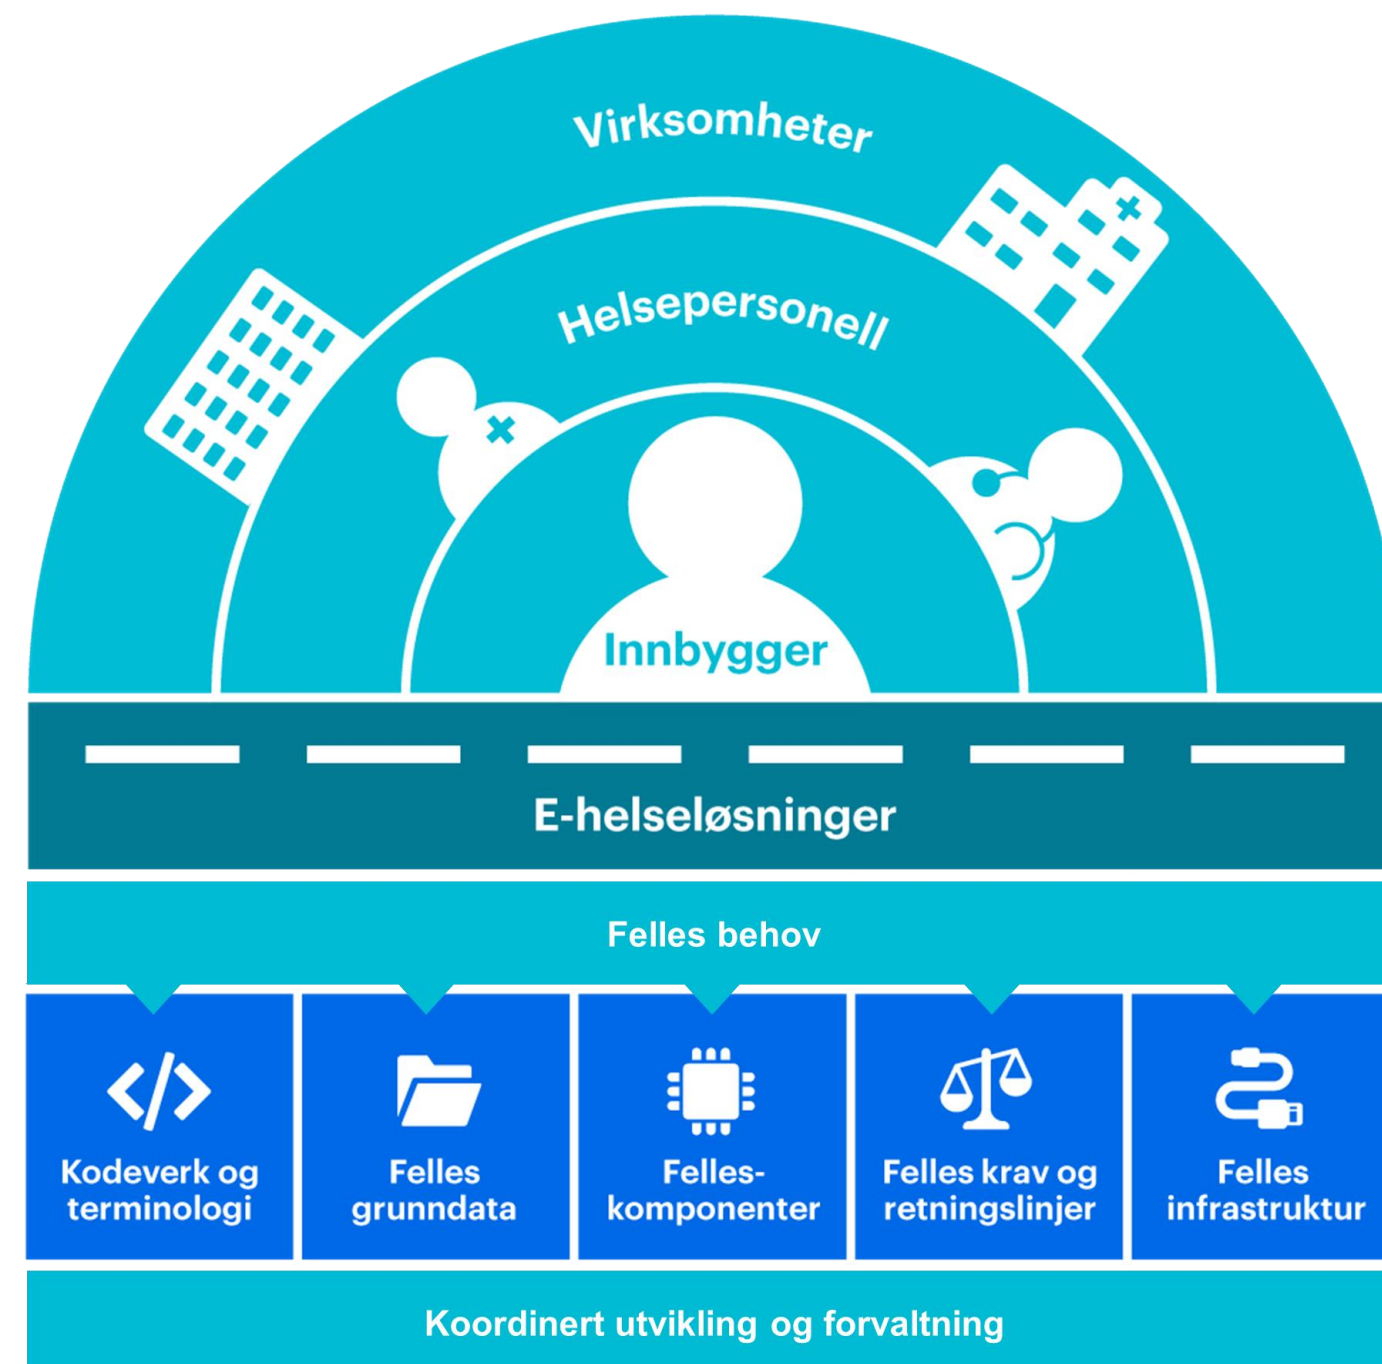 Virksomheter
Helsepersonell
Innbygger
E-helseløsninger
Felles behov
Kodeverk og
terminologi
Felles
grunndata
Felles-
komponenter
Felles krav og
retningslinjer
Felles
infrastruktur
Koordinert utvikling og forvaltning